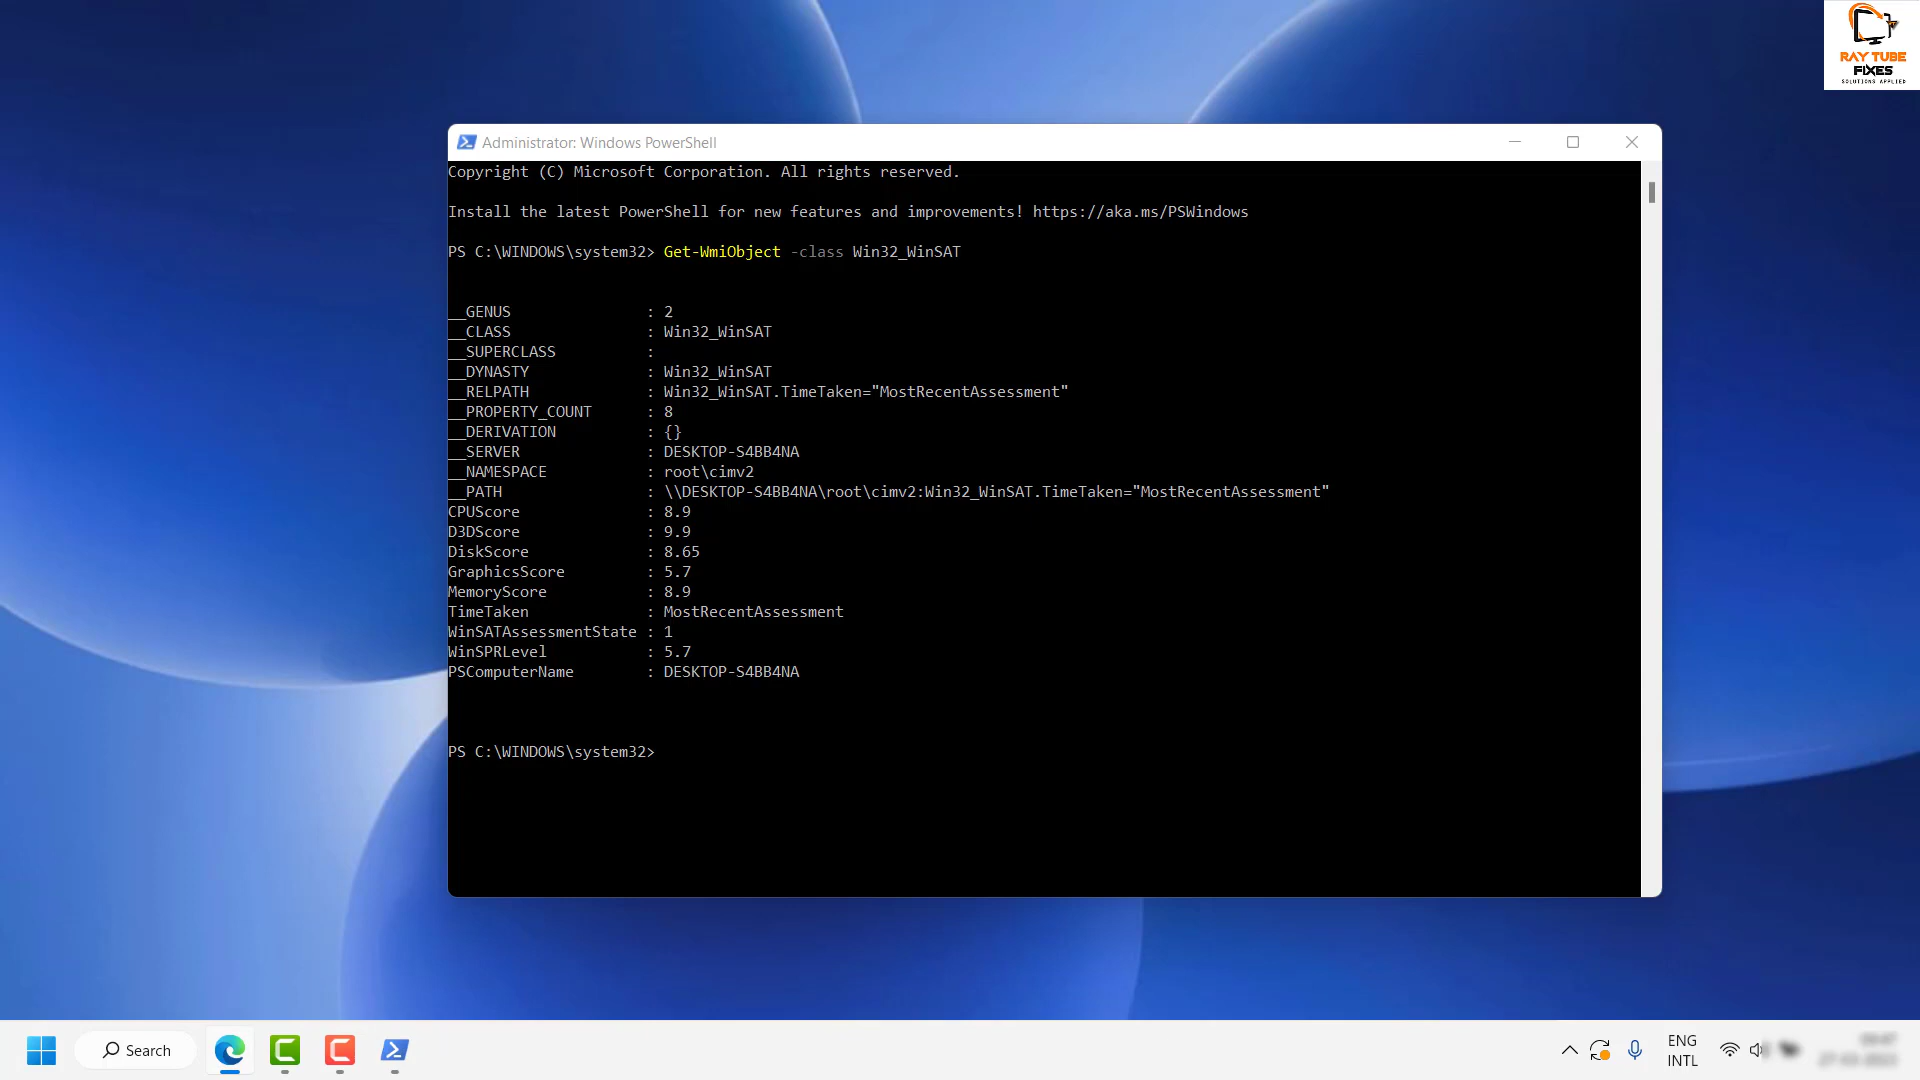 RAY TUBE
FIXES
SOLUTIONS APPLIED
Administrator: Windows PowerShell
Copyright (C) Microsoft Corporation. All rights reserved.
Install the latest PowerShell for new features and improvements! https://aka.ms/PSWindows
PS C:\WINDOWS\system32> Get-WmiObject -class Win32_WinSAT
__GENUS : 2
__CLASS : Win32_WinSAT
__SUPERCLASS :
__DYNASTY : Win32_WinSAT
__RELPATH : Win32_WinSAT.TimeTaken="MostRecentAssessment"
__PROPERTY_COUNT : 8
__DERIVATION : {}
__SERVER : DESKTOP-S4BB4NA
__NAMESPACE : root\cimv2
__PATH : \\DESKTOP-S4BB4NA\root\cimv2:Win32_WinSAT.TimeTaken="MostRecentAssessment"
CPUScore : 8.9
D3DScore : 9.9
DiskScore : 8.65
GraphicsScore : 5.7
MemoryScore : 8.9
TimeTaken : MostRecentAssessment
WinSATAssessmentState : 1
WinSPRLevel : 5.7
PSComputerName : DESKTOP-S4BB4NA
PS C:\WINDOWS\system32>
Search
ENG
INTL